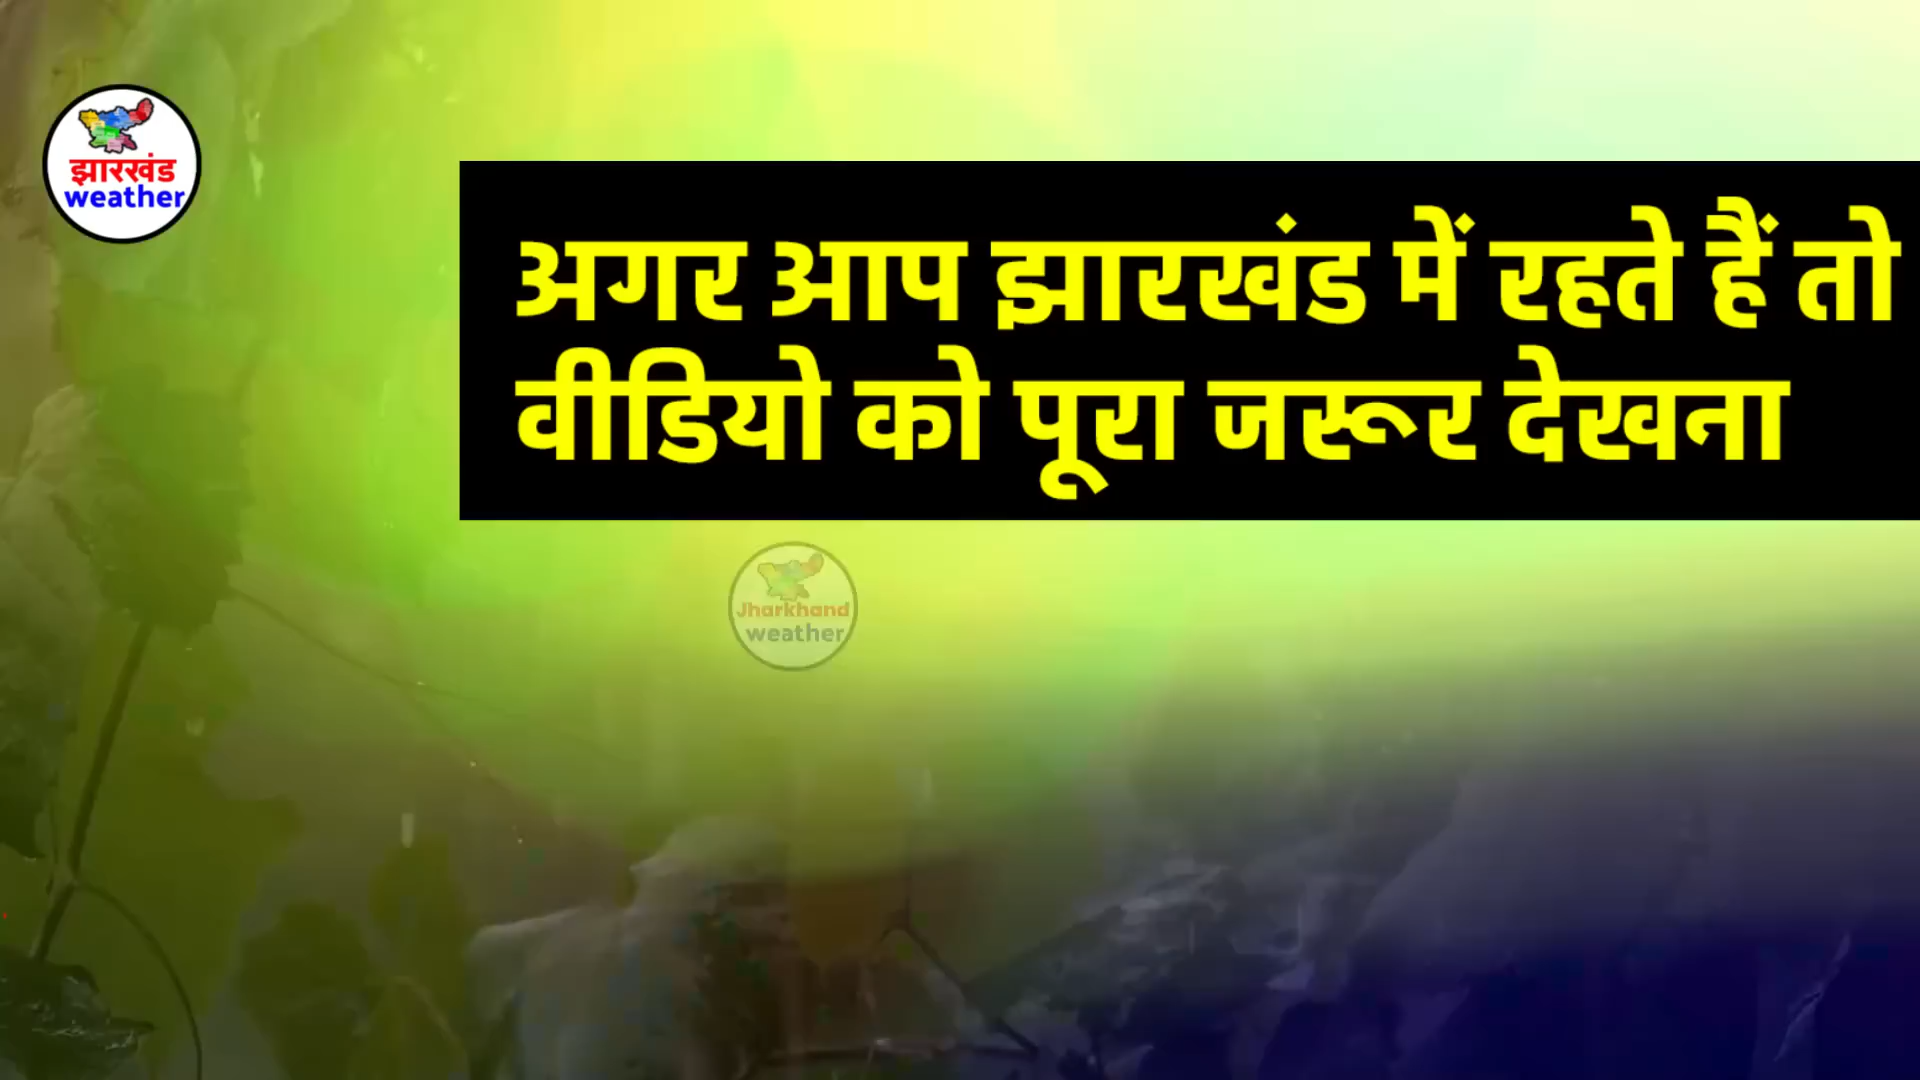 झारखंड
weather
अगर आप झारखंड में रहते हैं तो
वीडियो को पूरा जरूर देखना
Jharkhand
weather